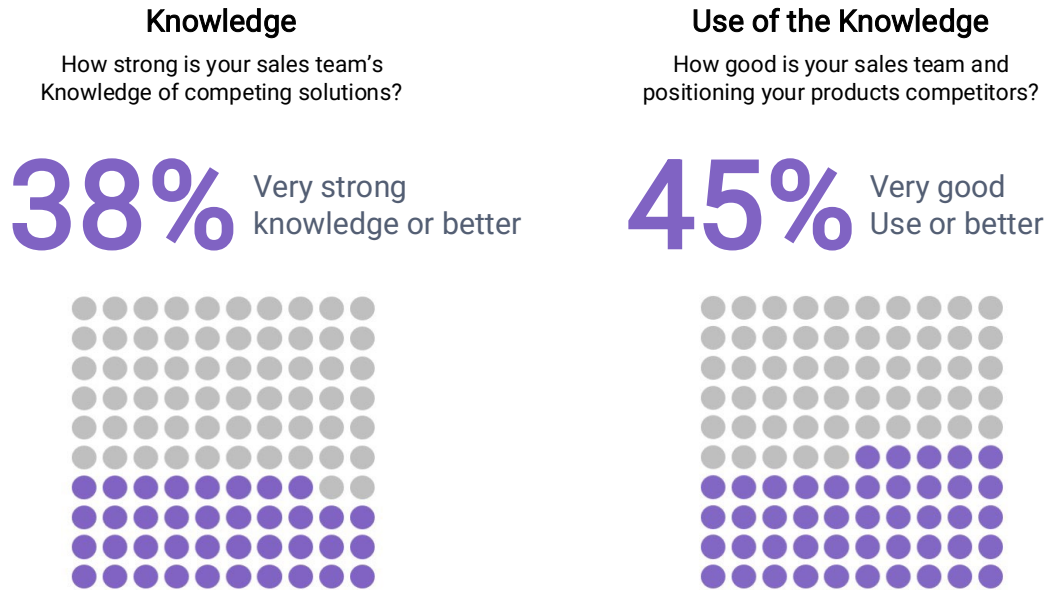 Knowledge
How strong is your sales team’s
Knowledge of competing solutions?
38%
Very strong
knowledge or better
Use of the Knowledge
How good is your sales team and
positioning your products competitors?
45%
Very good
Use or better